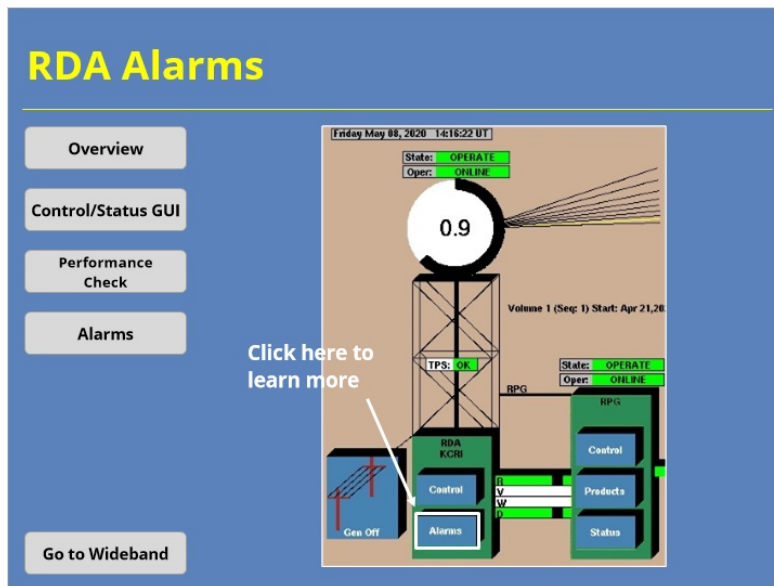 RDA Alarms
Overview
Control/Status GUI
Performance
Check
Alarms
Go to Wideband
Click here to
learn more
Friday May 08, 2020 14:16:22 UT
State: OPERATE
Oper: ONLINE
0.9
Volume 1 (Seq: 1) Start: Apr 21,20
TPS: OK
RPG
State: OPERATE
Oper: ONLINE
RPG
Control
Products
Status
RDA
KCRI
Control
Alarms
R
V
W
D
Gen Off